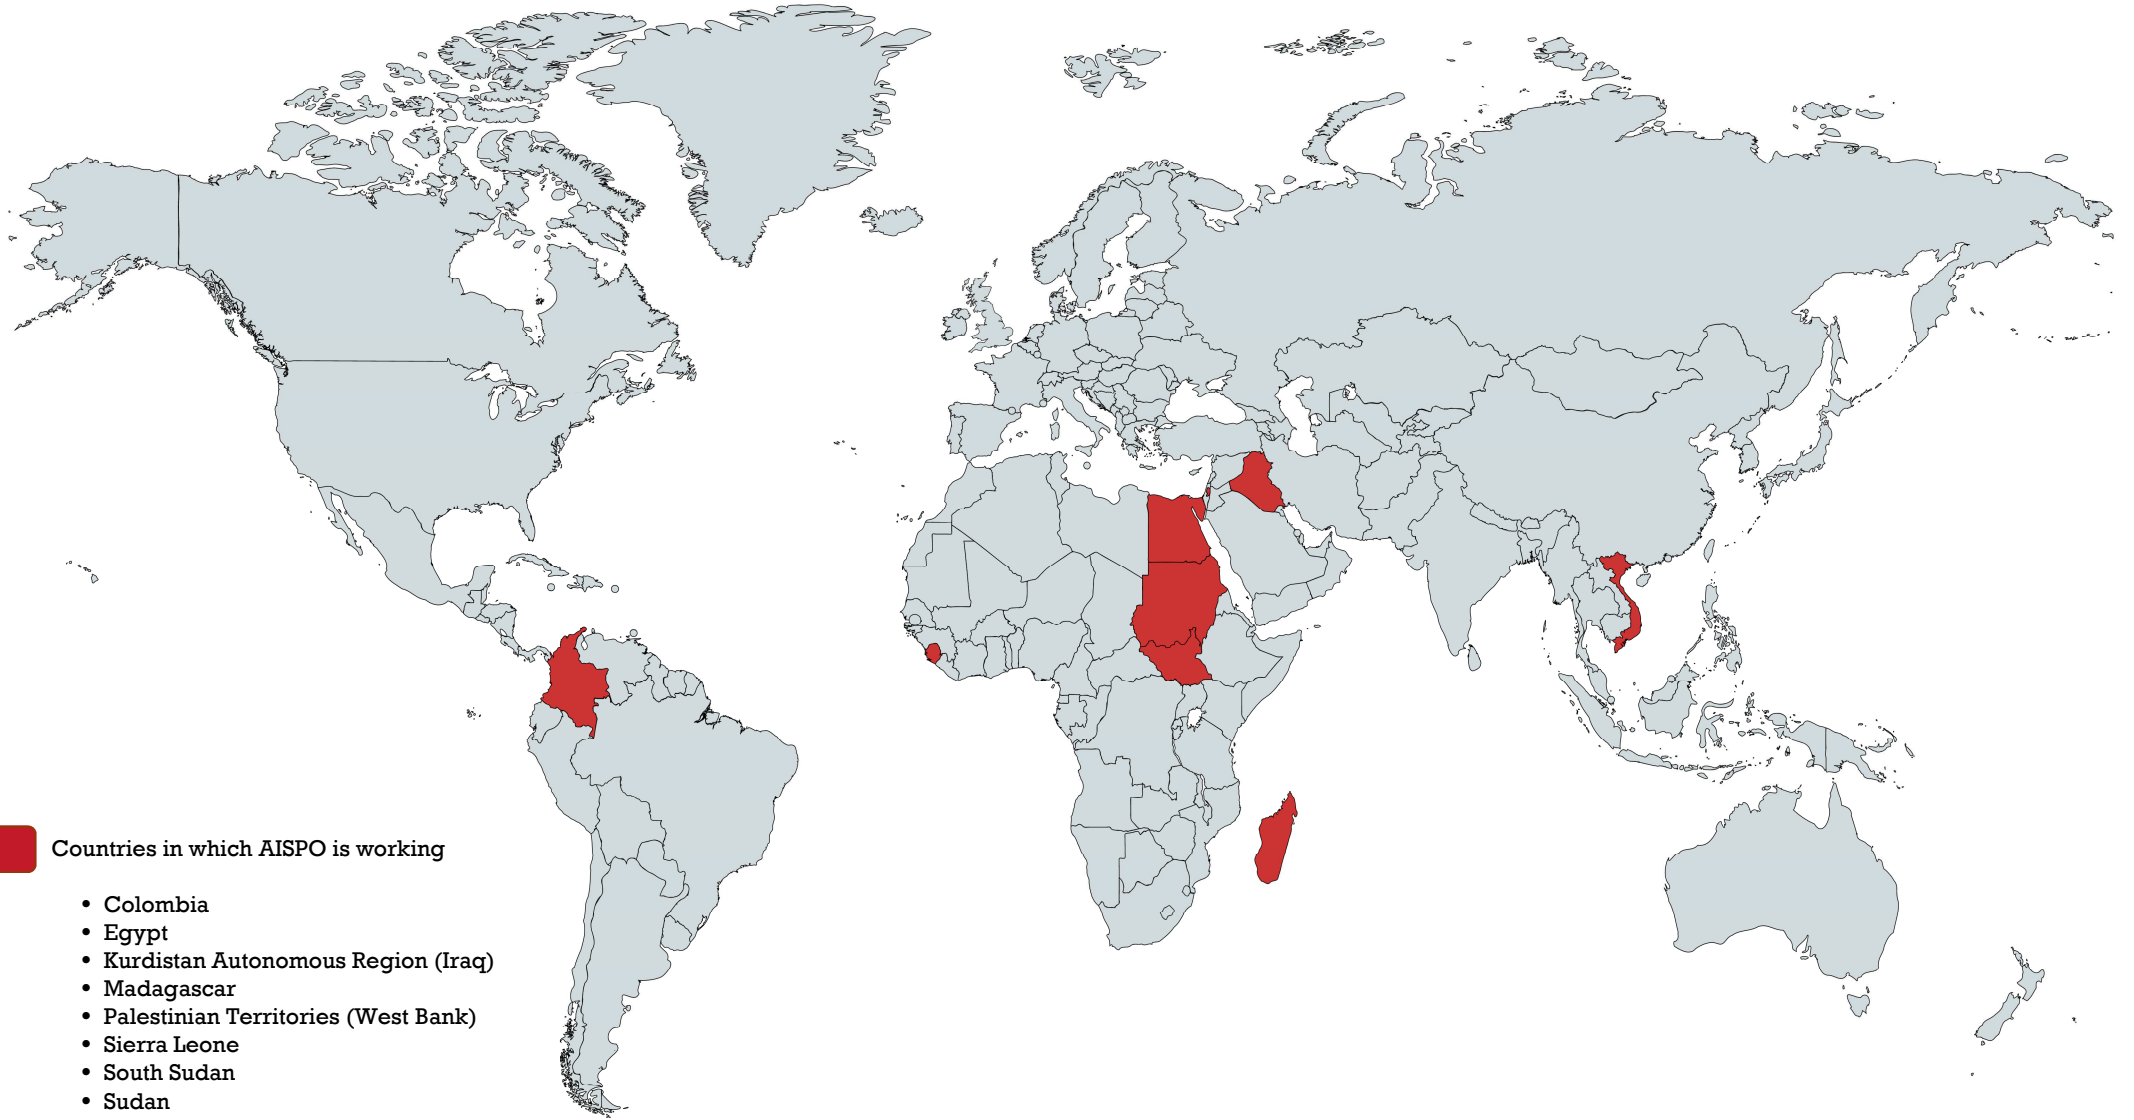 Countries in which AISPO is working
• Colombia
• Egypt
• Kurdistan Autonomous Region (Iraq)
• Madagascar
• Palestinian Territories (West Bank)
• Sierra Leone
• South Sudan
• Sudan